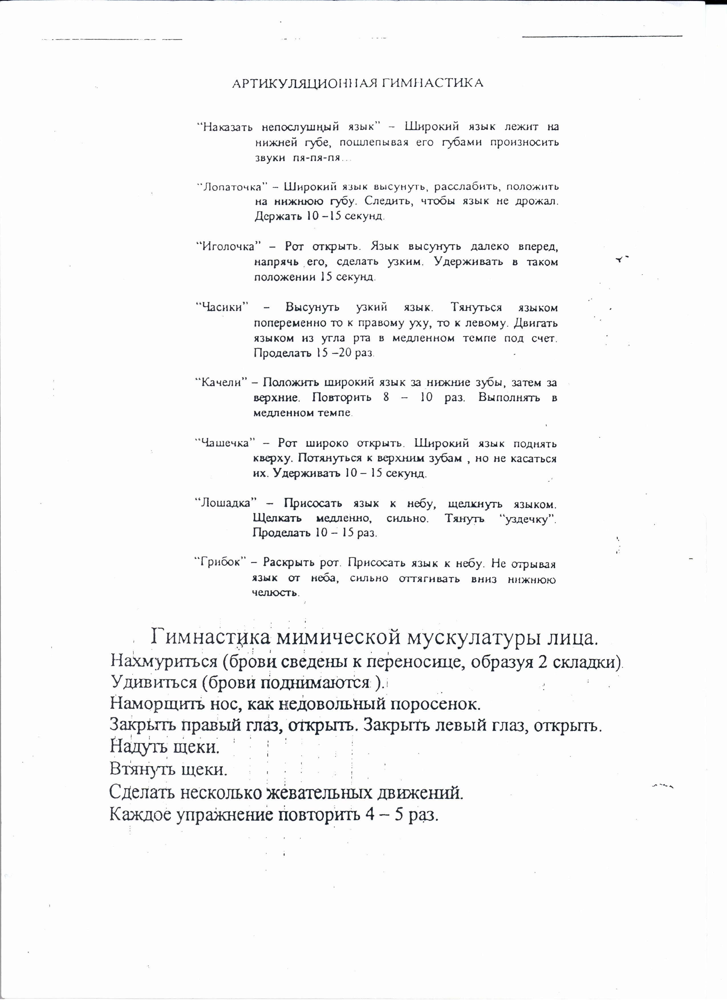 АРТИКУЛЯЦИОННАЯ ГИМНАСТИКА
“Наказать непослушный язык” – Широкий язык лежит на
нижней губе, пошлепывая его губами произносить
звуки пя-пя-пя...
“Лопаточка” – Широкий язык высунуть, расслабить, положить
на нижнюю губу. Следить, чтобы язык не дрожал.
Держать 10 –15 секунд.
“Иголочка” – Рот открыть. Язык высунуть далеко вперед,
напрячь его, сделать узким. Удерживать в таком
положении 15 секунд.
“Часики” – Высунуть узкий язык. Тянуться языком
попеременно то к правому уху, то к левому. Двигать
языком из угла рта в медленном темпе под счет.
Проделать 15 –20 раз.
“Качели” – Положить широкий язык за нижние зубы, затем за
верхние. Повторить 8 – 10 раз. Выполнять в
медленном темпе.
“Чашечка” – Рот широко открыть. Широкий язык поднять
кверху. Потянуться к верхним зубам , но не касаться
их. Удерживать 10 – 15 секунд.
“Лошадка” – Присосать язык к небу, щелкнуть языком.
Щелкать медленно, сильно. Тянуть “уздечку”.
Проделать 10 – 15 раз.
“Грибок” – Раскрыть рот. Присосать язык к небу. Не отрывая
язык от неба, сильно оттягивать вниз нижнюю
челюсть.
Гимнастика мимической мускулатуры лица.
Нахмуриться (брови сведены к переносице, образуя 2 складки).
Удивиться (брови поднимаются ).
Наморщить нос, как недовольный поросенок.
Закрыть правый глаз, открыть. Закрыть левый глаз, открыть.
Надуть щеки.
Втянуть щеки.
Сделать несколько жевательных движений.
Каждое упражнение повторить 4 – 5 раз.